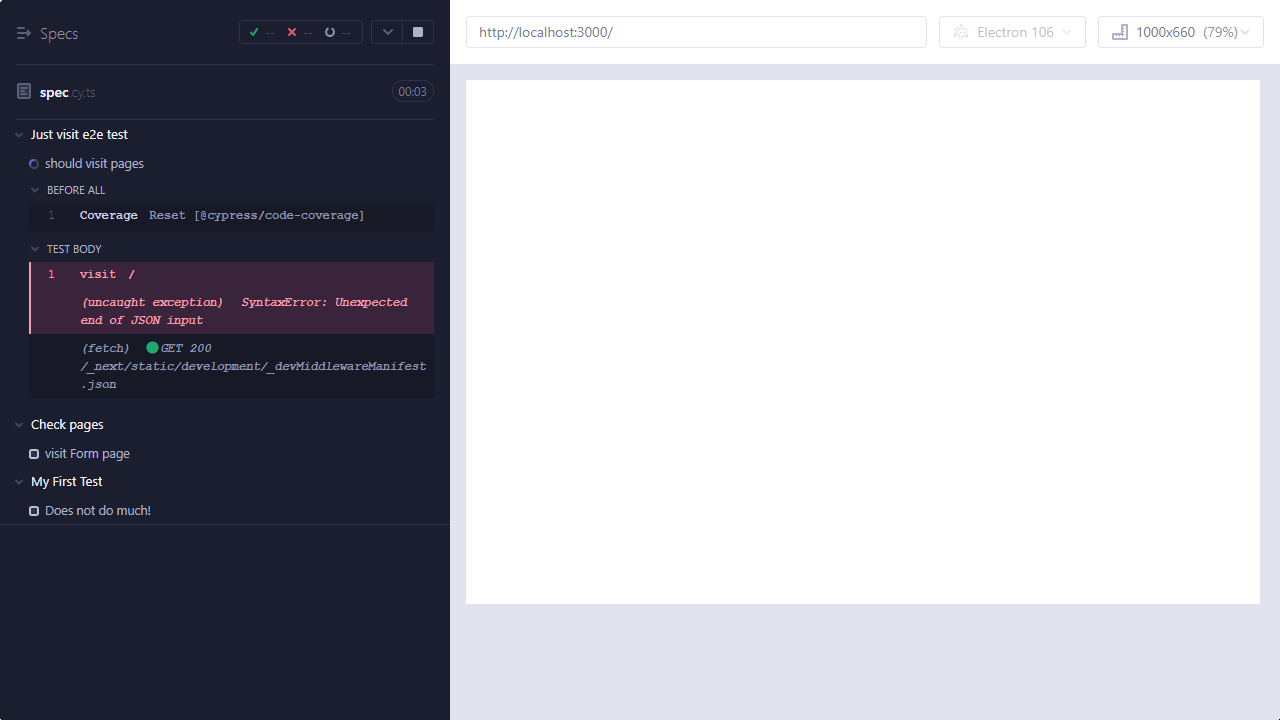 Specs
-- -- --
http://localhost:3000/
Electron 106
1000x660 (79%)
spec.cy.ts
00:03
Just visit e2e test
should visit pages
BEFORE ALL
1 Coverage Reset [@cypress/code-coverage]
TEST BODY
1 visit /
(uncaught exception) SyntaxError: Unexpected
end of JSON input
(fetch) GET 200
/_next/static/development/_devMiddlewareManifest
.json
Check pages
visit Form page
My First Test
Does not do much!